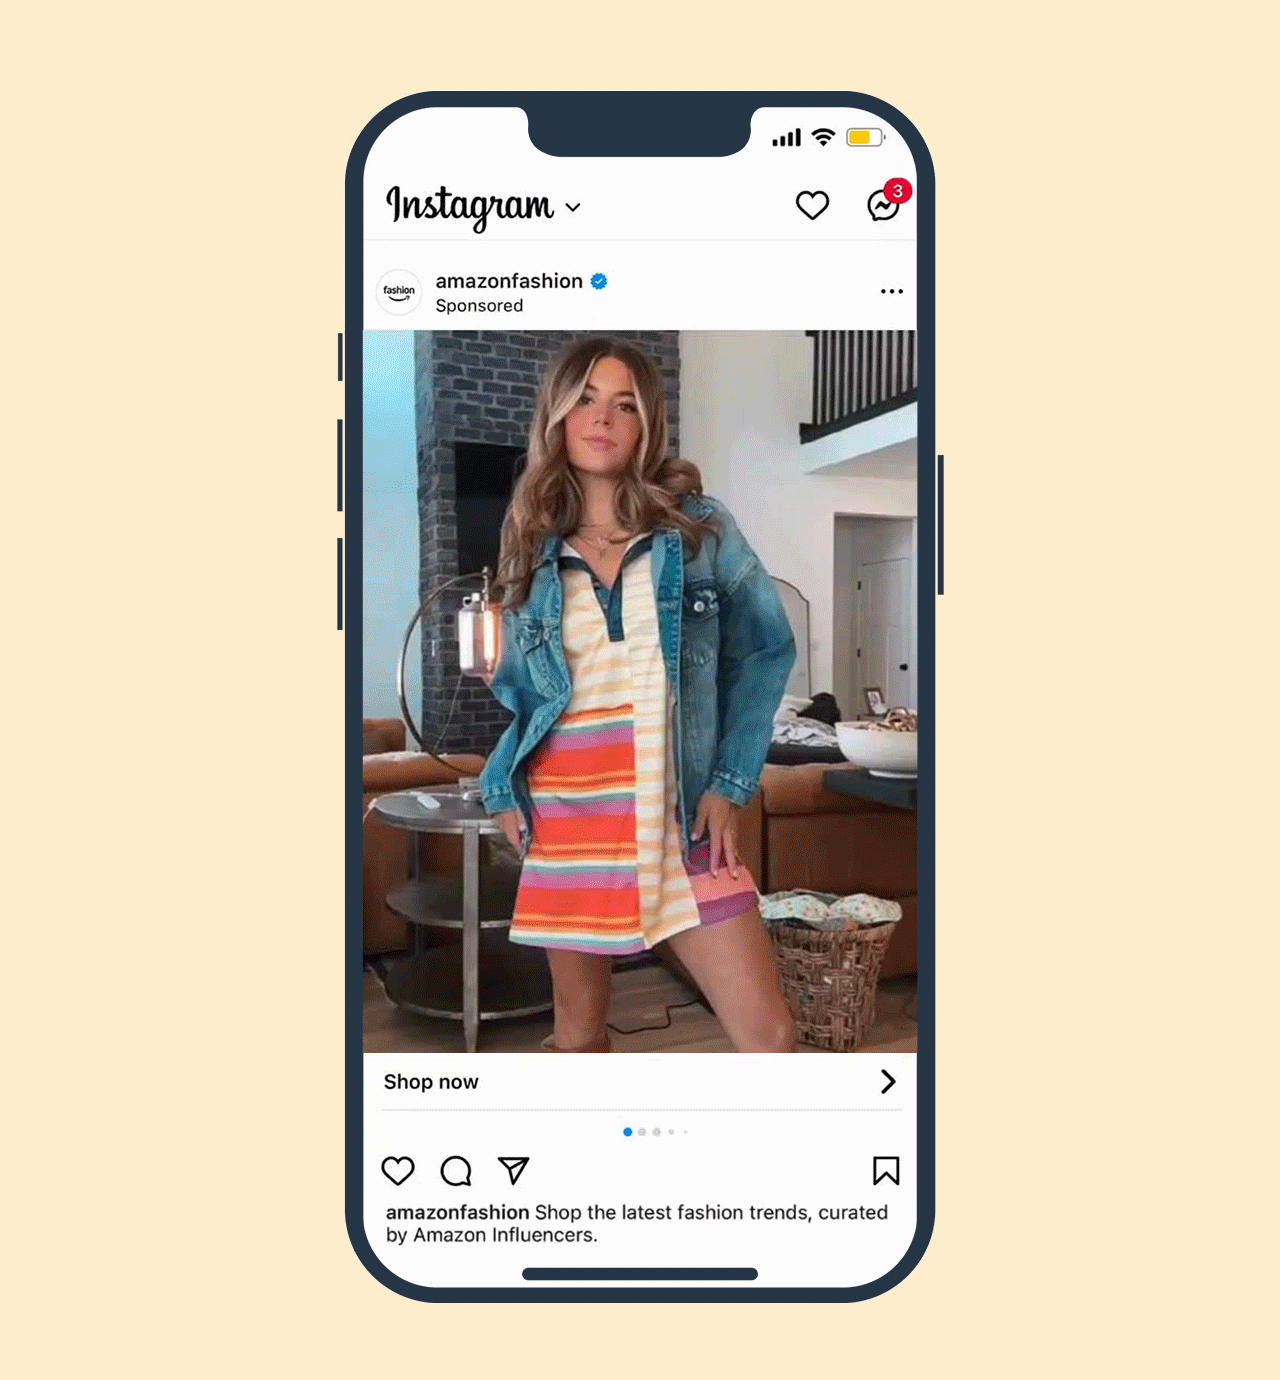 Instagram
3
fashion
amazonfashion
Sponsored
Shop now
amazonfashion Shop the latest fashion trends, curated
by Amazon Influencers.